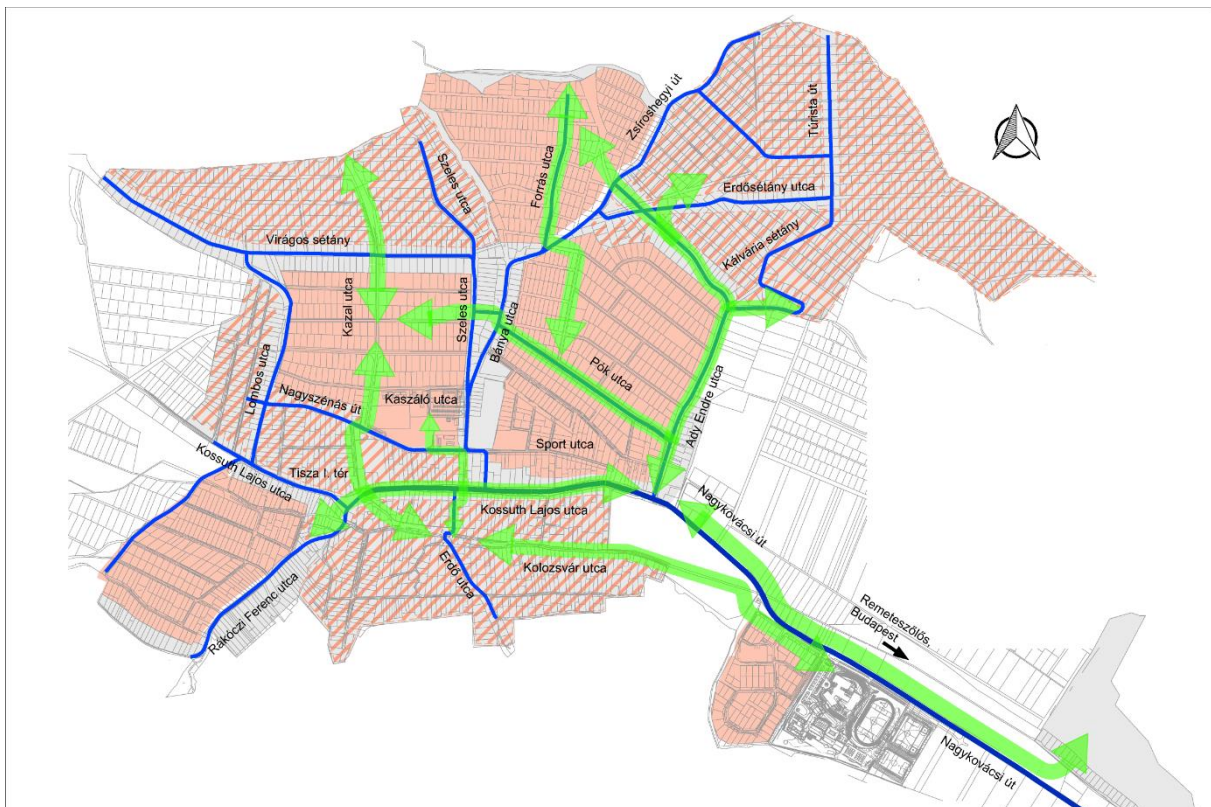 Zsíroshegyi út
Túrista út
Szeles utca
Forrás utca
Erdősétány utca
Virágos sétány
Kálvária sétány
Kazal utca
Szeles utca
Bánya utca
Pók utca
Lombos utca
Nagyszénás út
Kaszáló utca
Ady Endre utca
Sport utca
Kossuth Lajos utca
Tisza I. tér
Kossuth Lajos utca
Nagykovácsi út
Erdő utca
Kolozsvár utca
Rákóczi Ferenc utca
Remeteszőlős,
Budapest
Nagykovácsi út